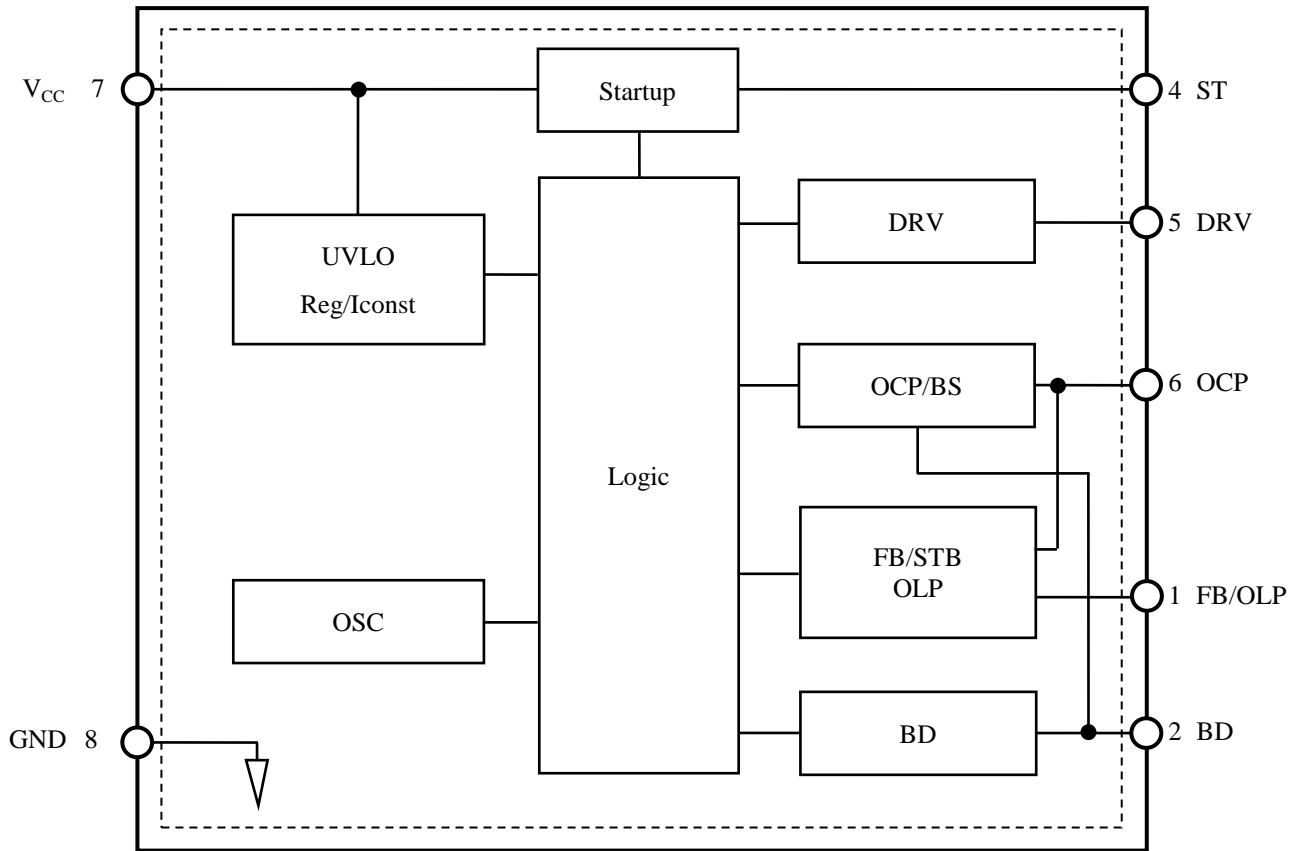 V_CC 7
Startup
4 ST
DRV
5 DRV
UVLO
Reg/Iconst
OCP/BS
6 OCP
Logic
FB/STB
OLP
1 FB/OLP
OSC
BD
2 BD
GND 8